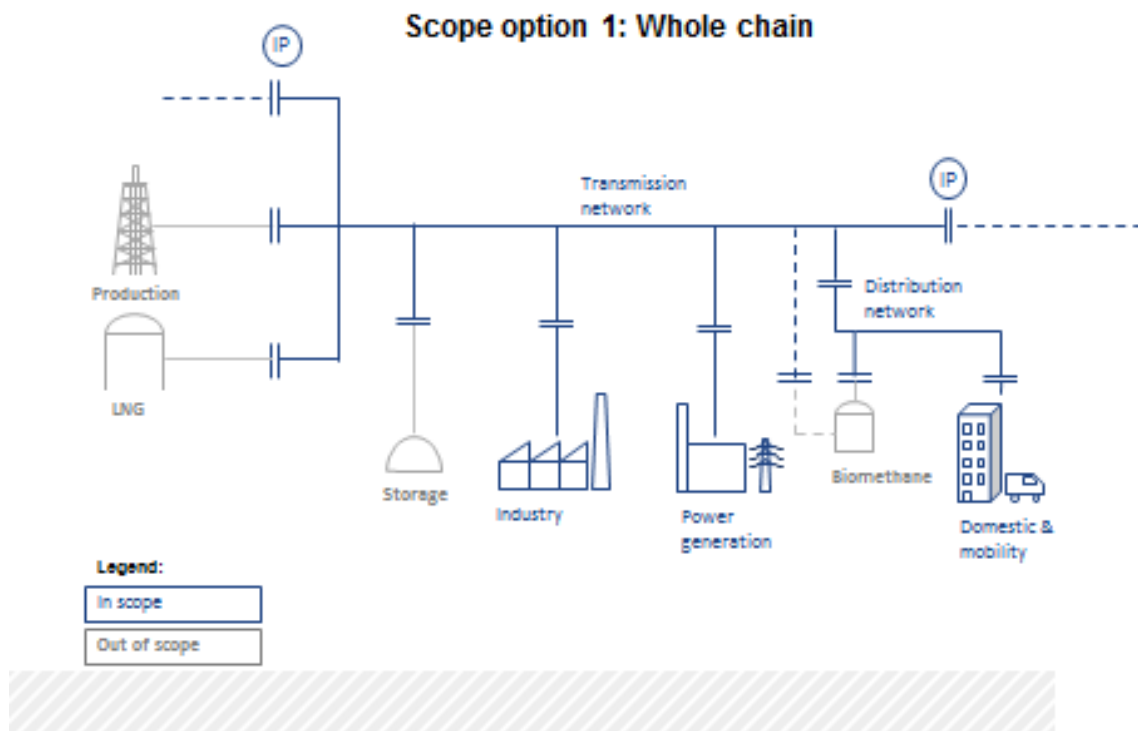 Scope option 1: Whole chain
IP
IP
Transmission
network
Production
Distribution
network
LNG
Storage
Industry
Power
generation
Biomethane
Domestic &
mobility
Legend:
In scope
Out of scope